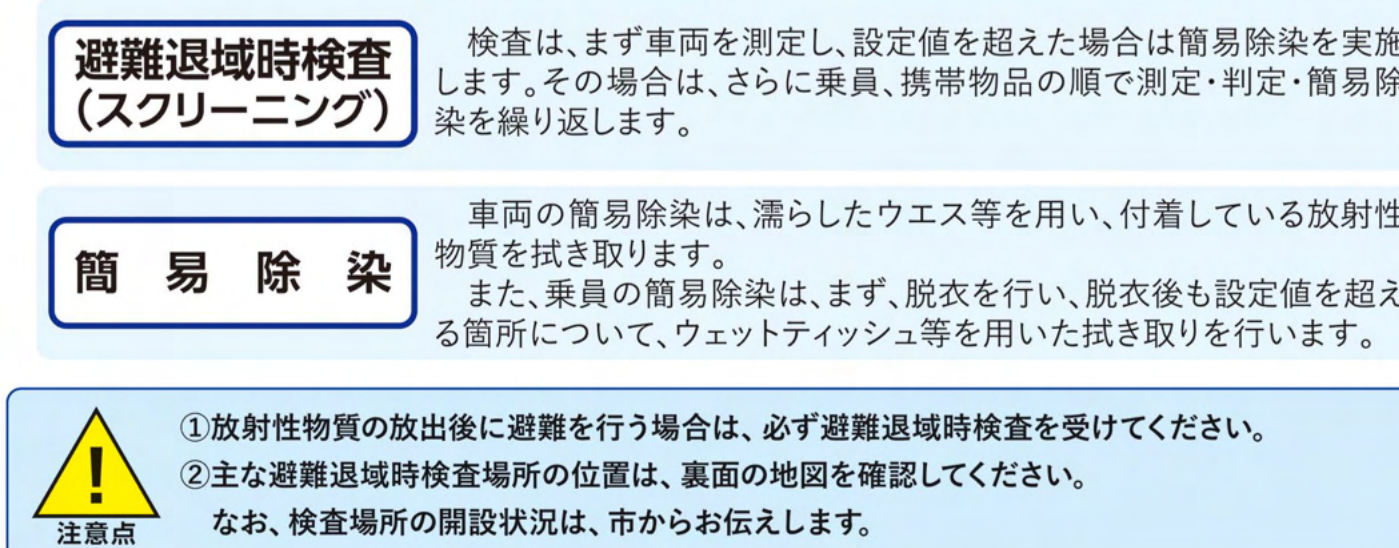 避難退域時検査
（スクリーニング）
検査は、まず車両を測定し、設定値を超えた場合は簡易除染を実施
します。その場合は、さらに乗員、携帯物品の順で測定・判定・簡易除
染を繰り返します。
簡易除染
車両の簡易除染は、濡らしたウエス等を用い、付着している放射性
物質を拭き取ります。
また、乗員の簡易除染は、まず、脱衣を行い、脱衣後も設定値を超え
る箇所について、ウェットティッシュ等を用いた拭き取りを行います。
注意点
①放射性物質の放出後に避難を行う場合は、必ず避難退域時検査を受けてください。
②主な避難退域時検査場所の位置は、裏面の地図を確認してください。
なお、検査場所の開設状況は、市からお伝えします。